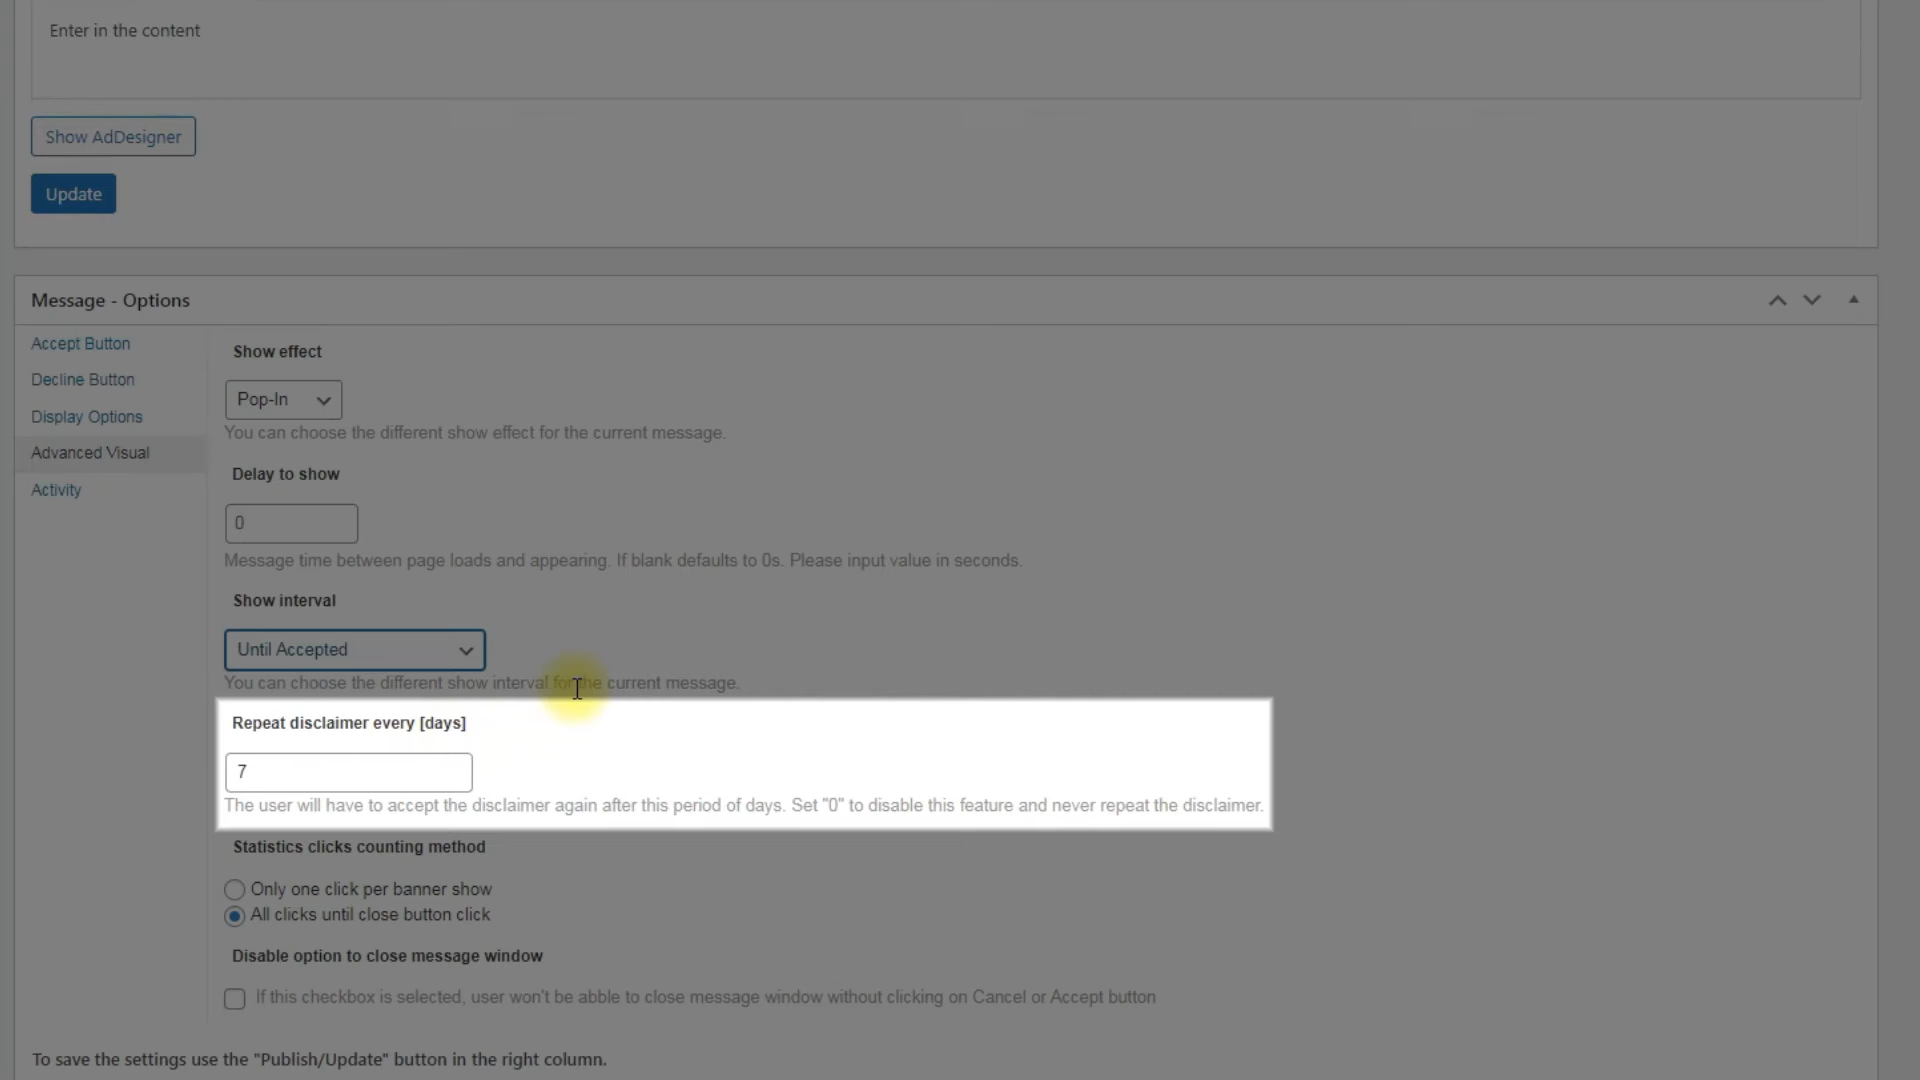 Enter in the content
Show AdDesigner
Update
Message - Options
Accept Button
Decline Button
Display Options
Advanced Visual
Activity
Show effect
Pop-In
You can choose the different show effect for the current message.
Delay to show
0
Message time between page loads and appearing. If blank defaults to 0s. Please input value in seconds.
Show interval
Until Accepted
You can choose the different show interval for the current message.
Repeat disclaimer every [days]
7
The user will have to accept the disclaimer again after this period of days. Set "0" to disable this feature and never repeat the disclaimer.
Statistics clicks counting method
Only one click per banner show
All clicks until close button click
Disable option to close message window
If this checkbox is selected, user won't be abble to close message window without clicking on Cancel or Accept button
To save the settings use the "Publish/Update" button in the right column.